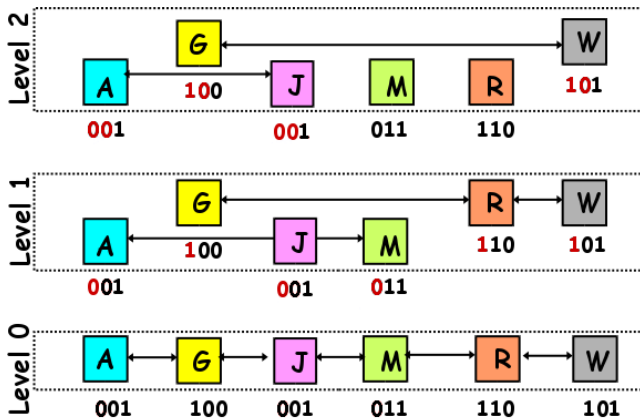 Level 2
G W
A J M R
100 101
001 001 011 110
Level 1
G R W
A J M
100 110 101
001 001 011
Level 0
A G J M R W
001 100 001 011 110 101